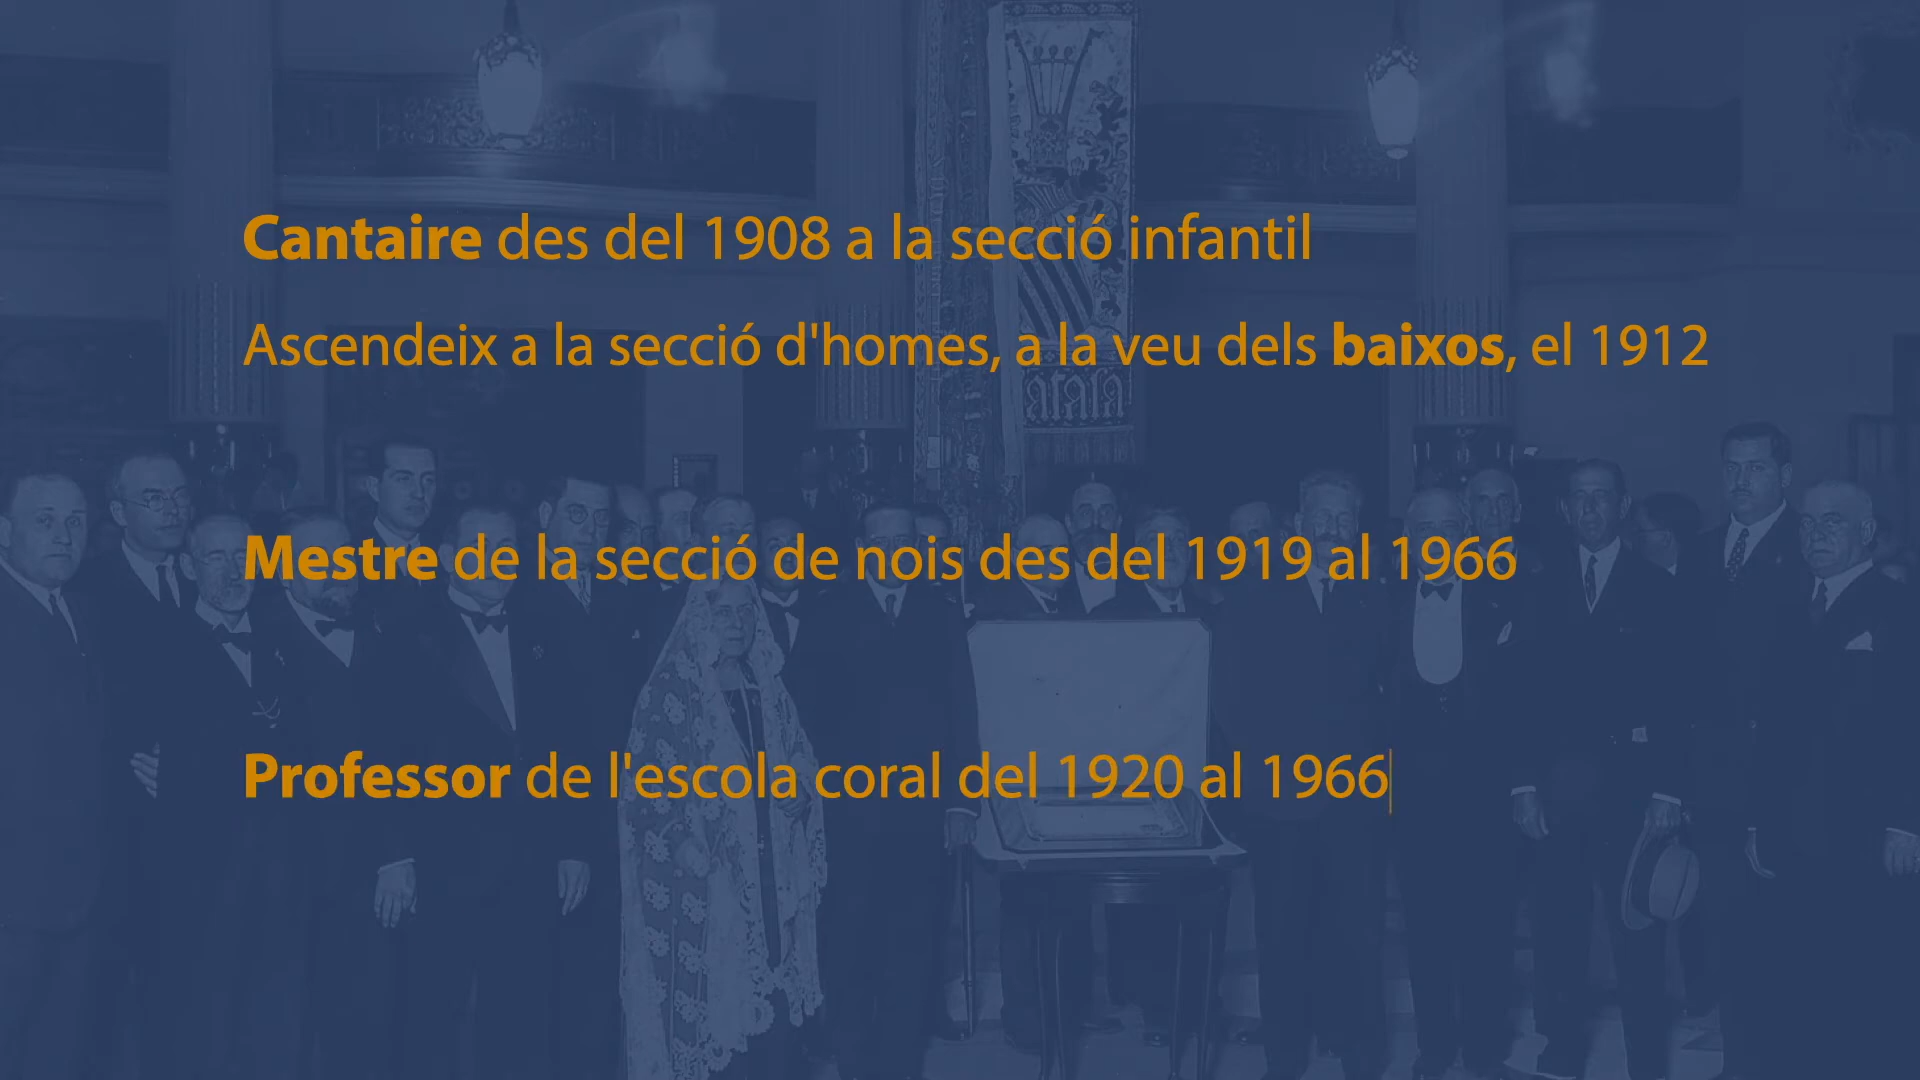 Cantaire des del 1908 a la secció infantil
Ascendeix a la secció d'homes, a la veu dels baixos, el 1912
Mestre de la secció de nois des del 1919 al 1966
Professor de l'escola coral del 1920 al 1966